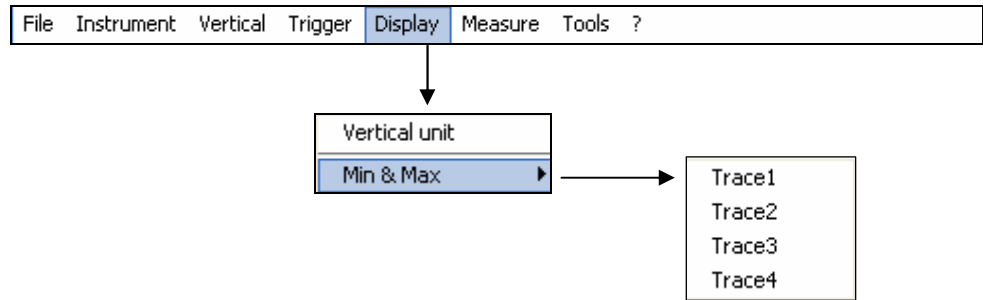 File Instrument Vertical Trigger Display Measure Tools ?
Vertical unit
Min & Max
Trace1
Trace2
Trace3
Trace4